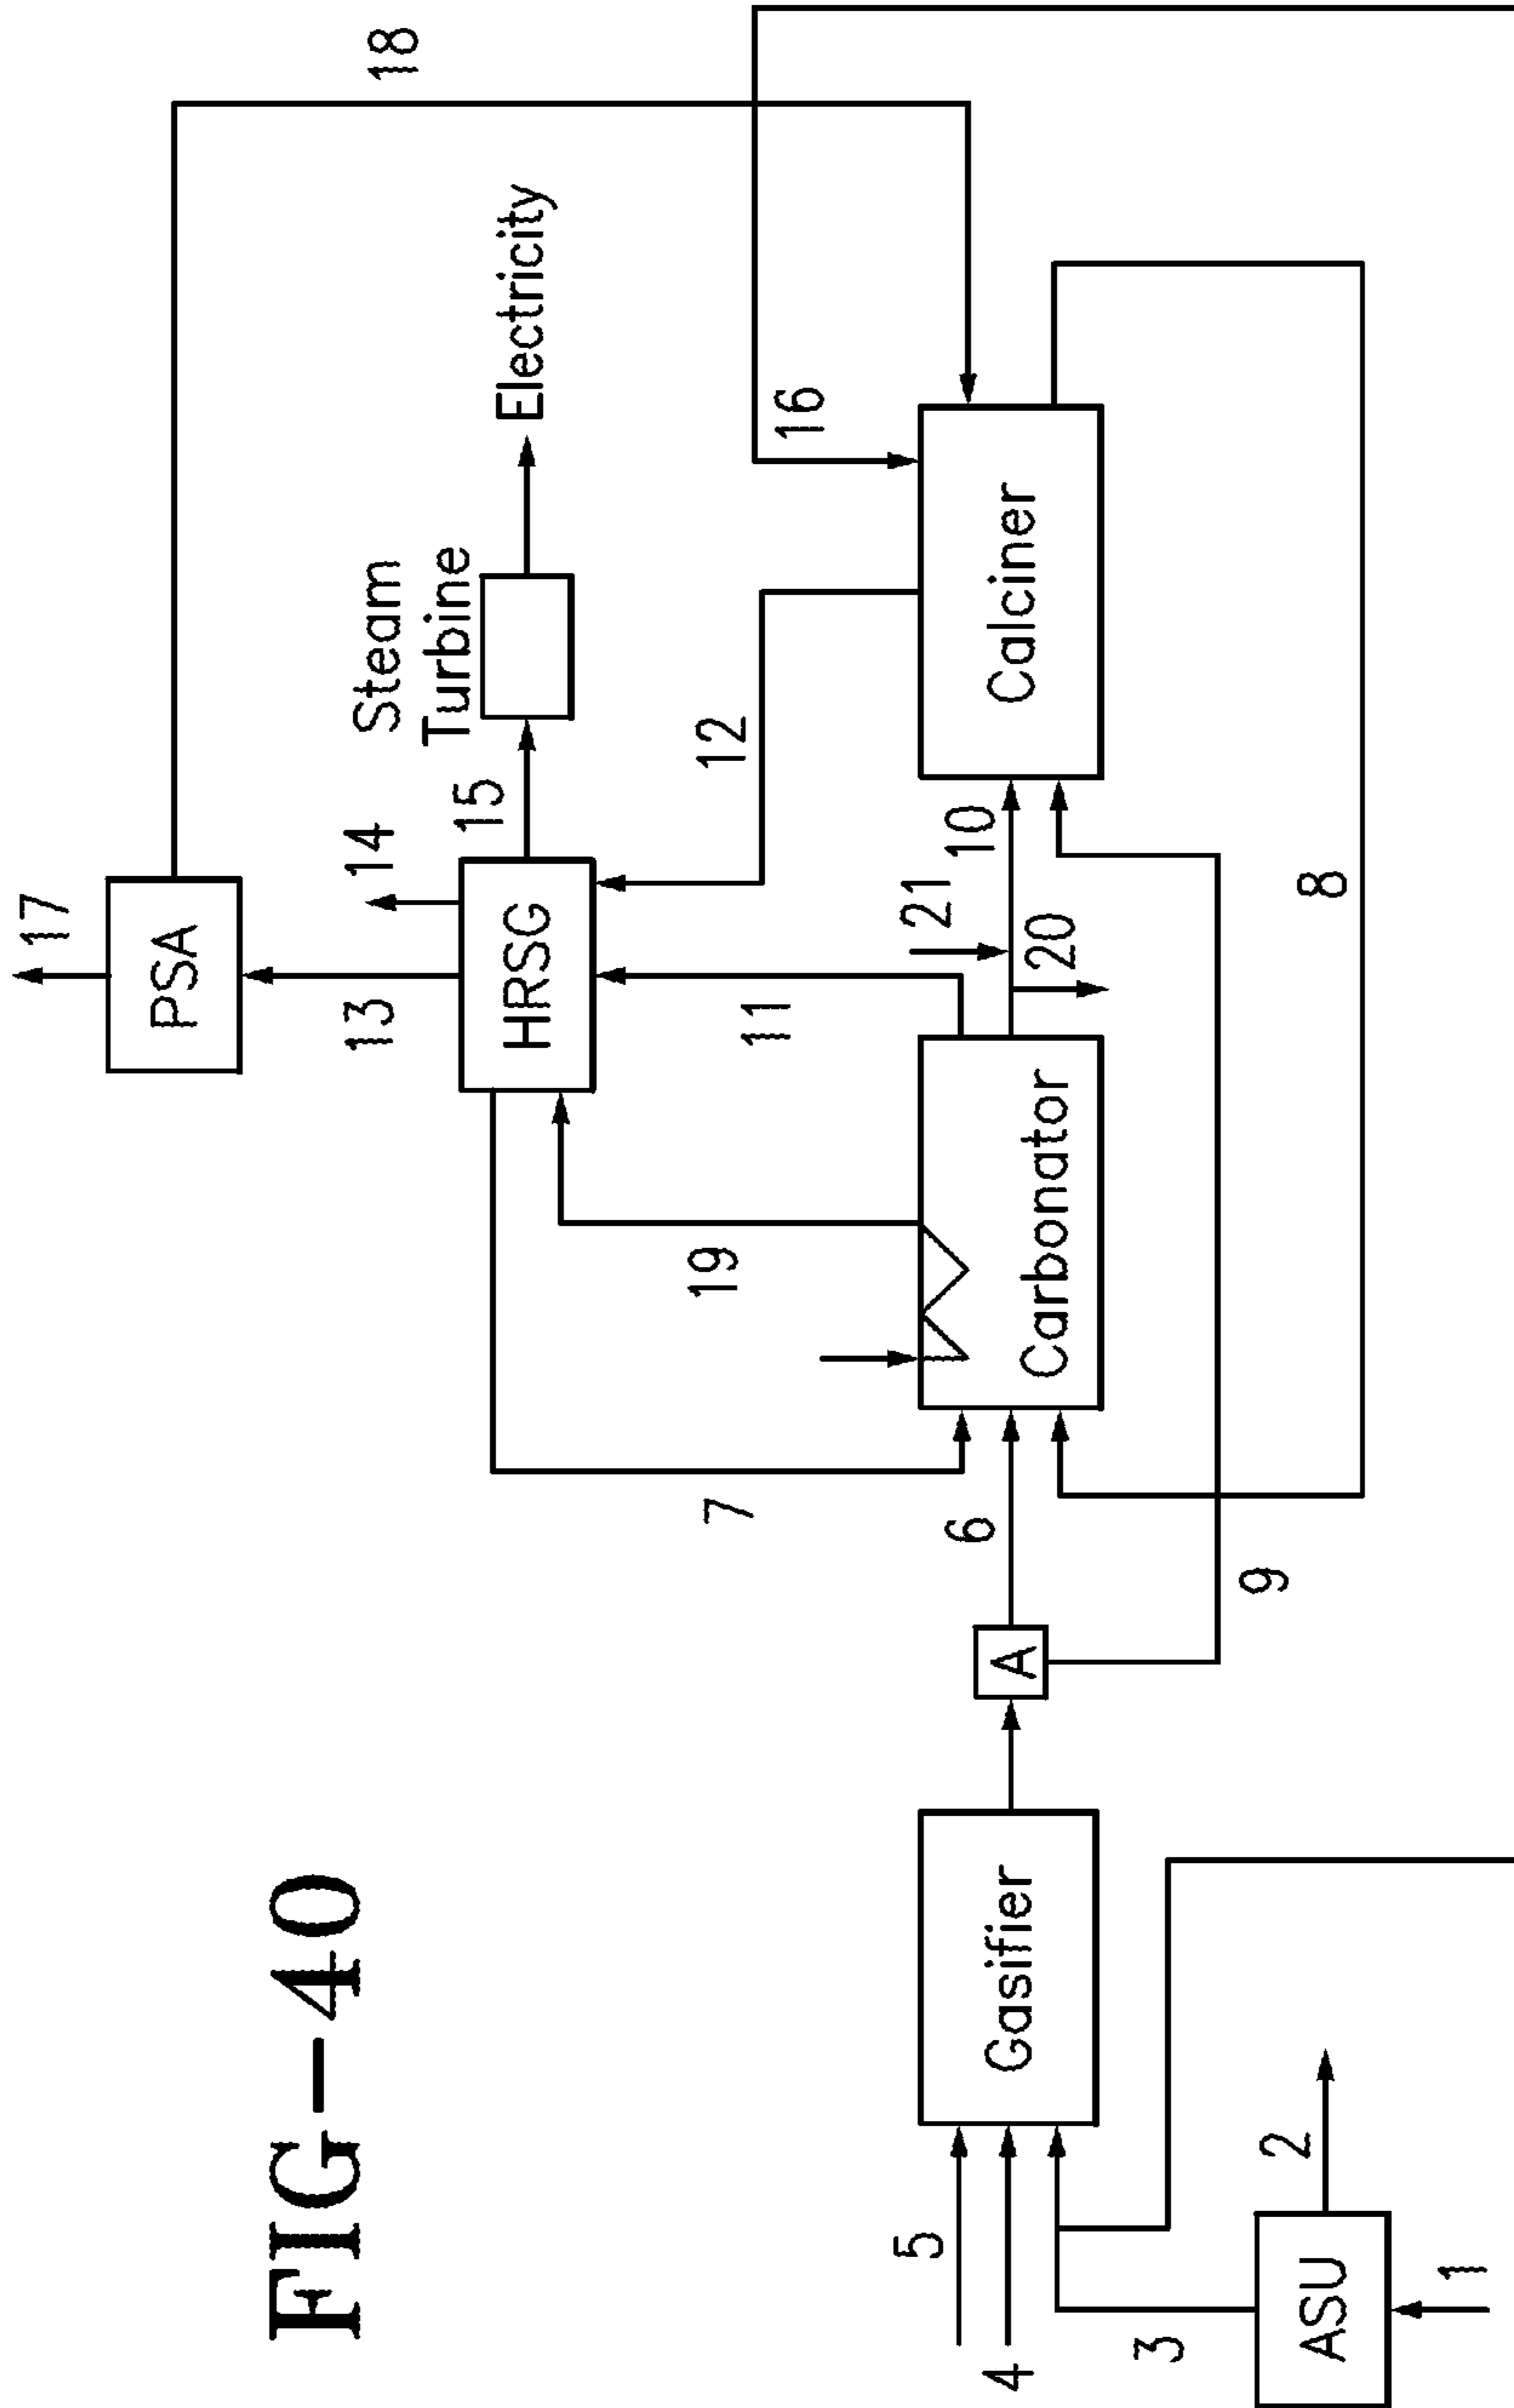 FIG-40
17
PSA
18
13
14
HRSG
15
Steam
Turbine
Electricity
7
19
11
12
16
5
4
Gasifier
A
6
Carbonator
21
10
20
Calciner
3
9
8
ASU
2
1